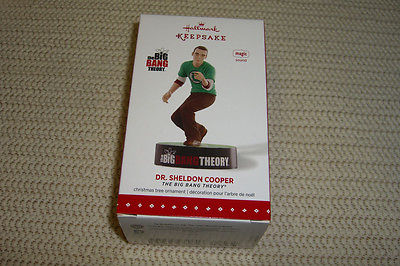 Hallmark
KEEPSAKE
THE BIG
BANG
THEORY
magic
sound
THE BIG BANG THEORY
DR. SHELDON COOPER
THE BIG BANG THEORY®
christmas tree ornament | décoration pour l'arbre de noël